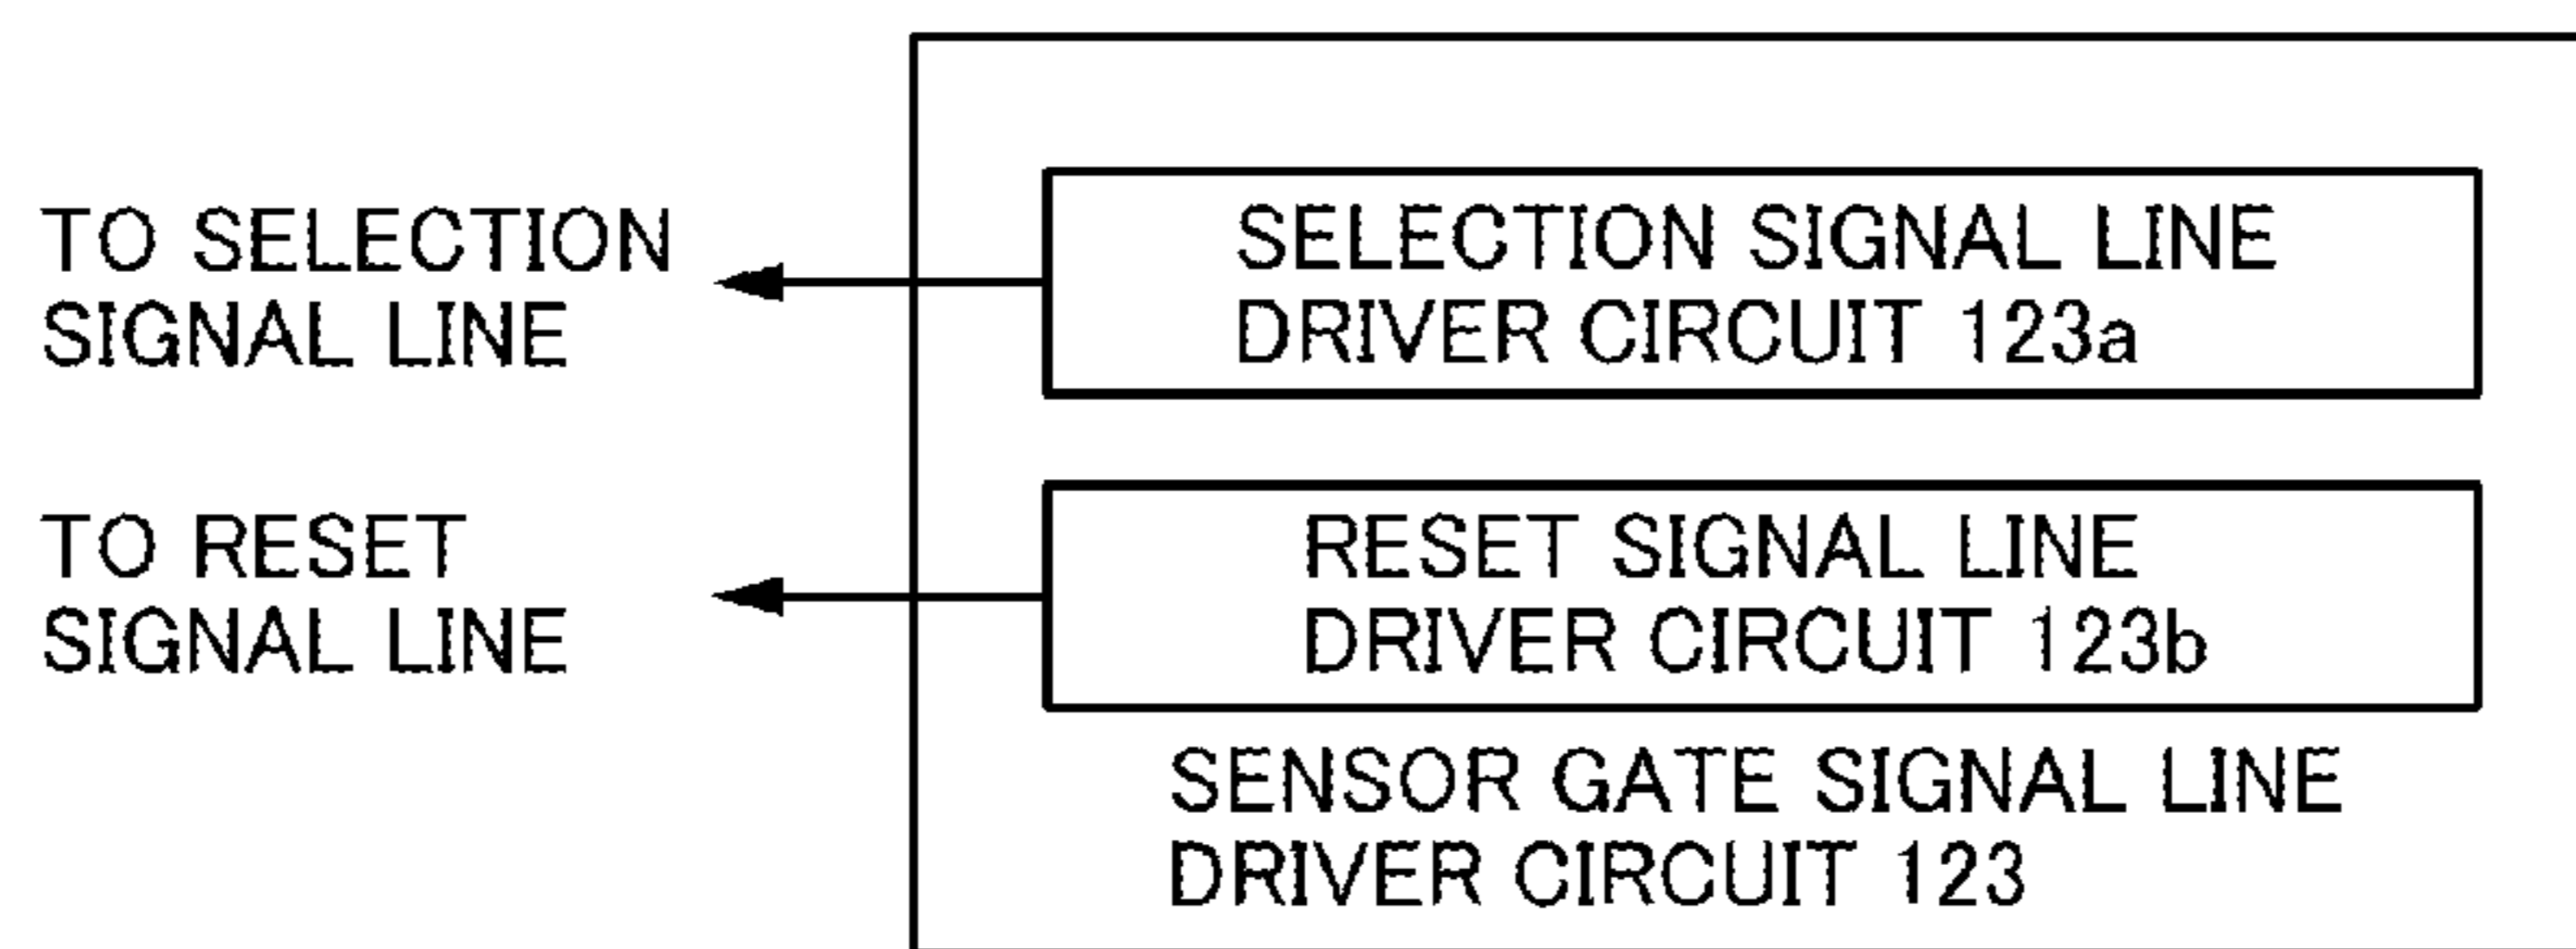 TO SELECTION
SIGNAL LINE
SELECTION SIGNAL LINE
DRIVER CIRCUIT 123a
TO RESET
SIGNAL LINE
RESET SIGNAL LINE
DRIVER CIRCUIT 123b
SENSOR GATE SIGNAL LINE
DRIVER CIRCUIT 123